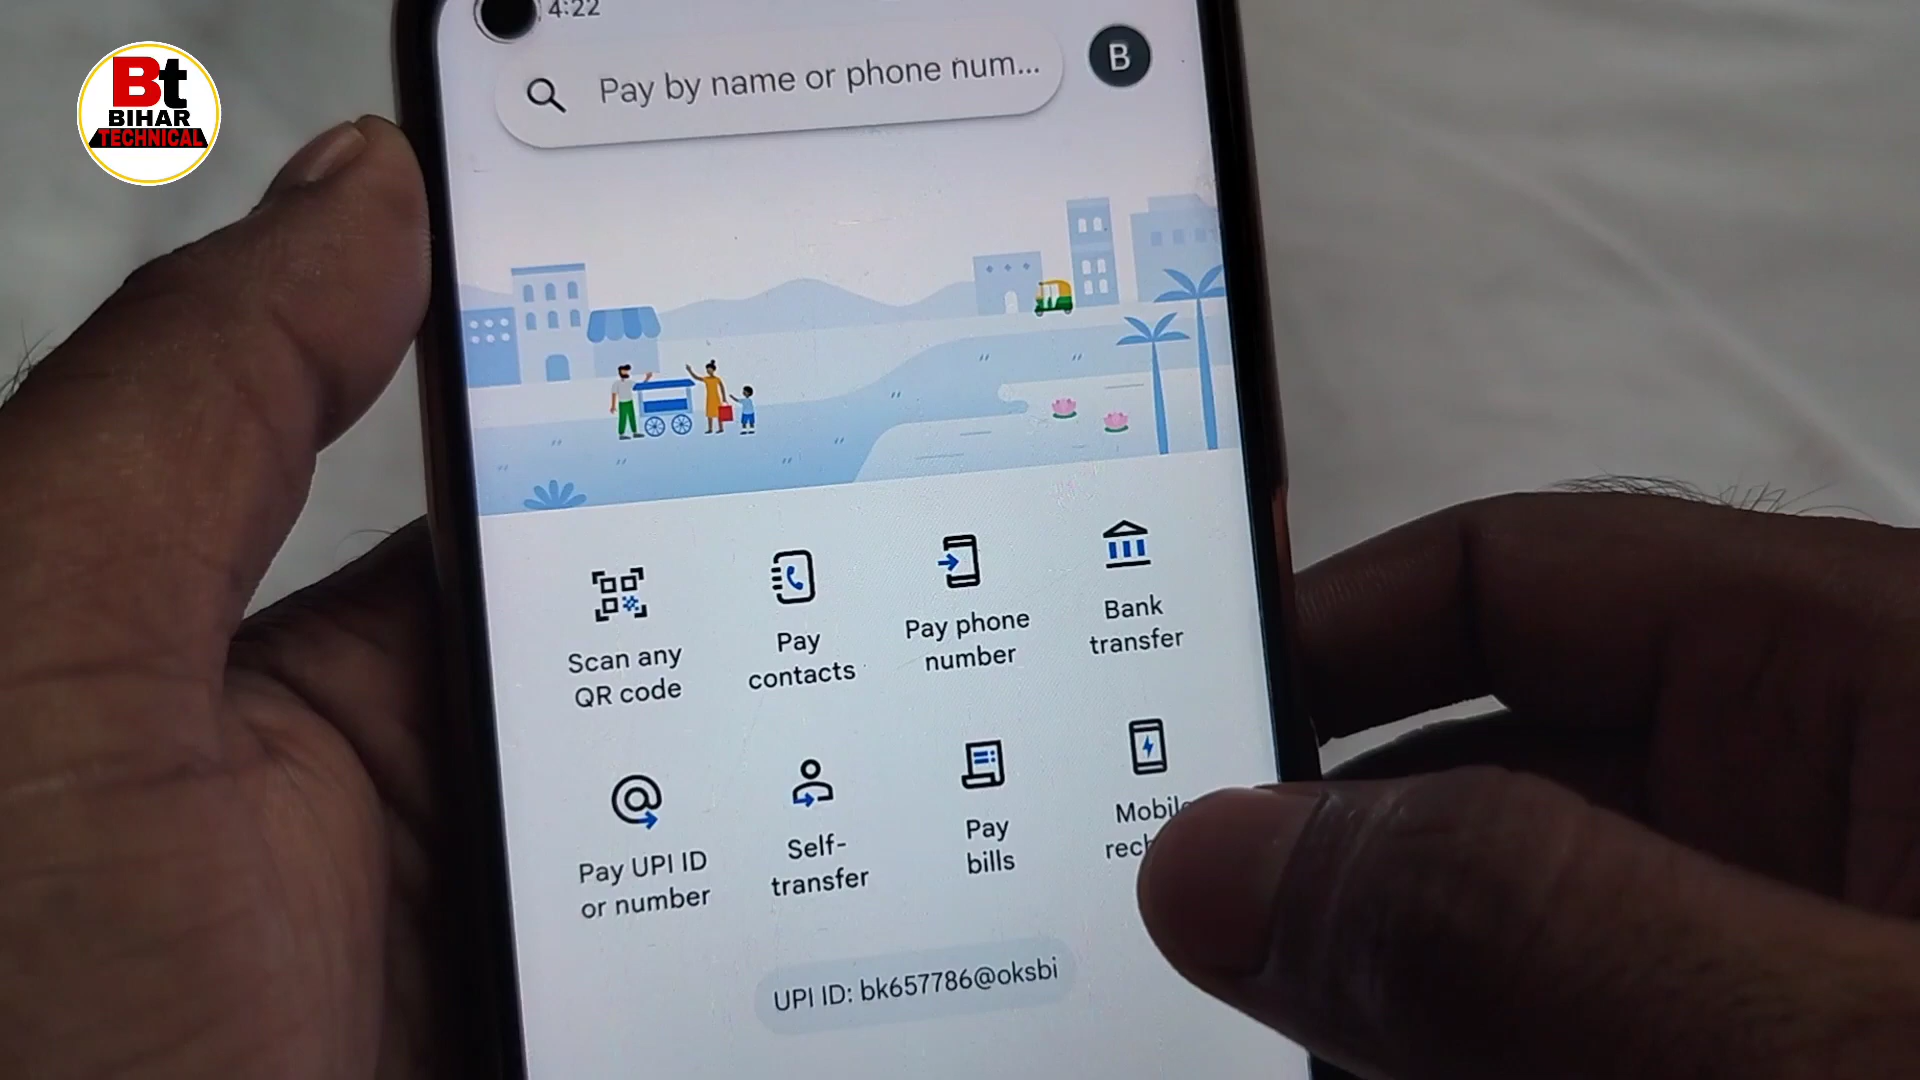 Bt
BIHAR
TECHNICAL
4:22
Pay by name or phone num...
B
Scan any
QR code
Pay
contacts
Pay phone
number
Bank
transfer
Pay UPI ID
or number
Self-
transfer
Pay
bills
UPI ID: bk657786@oksbi